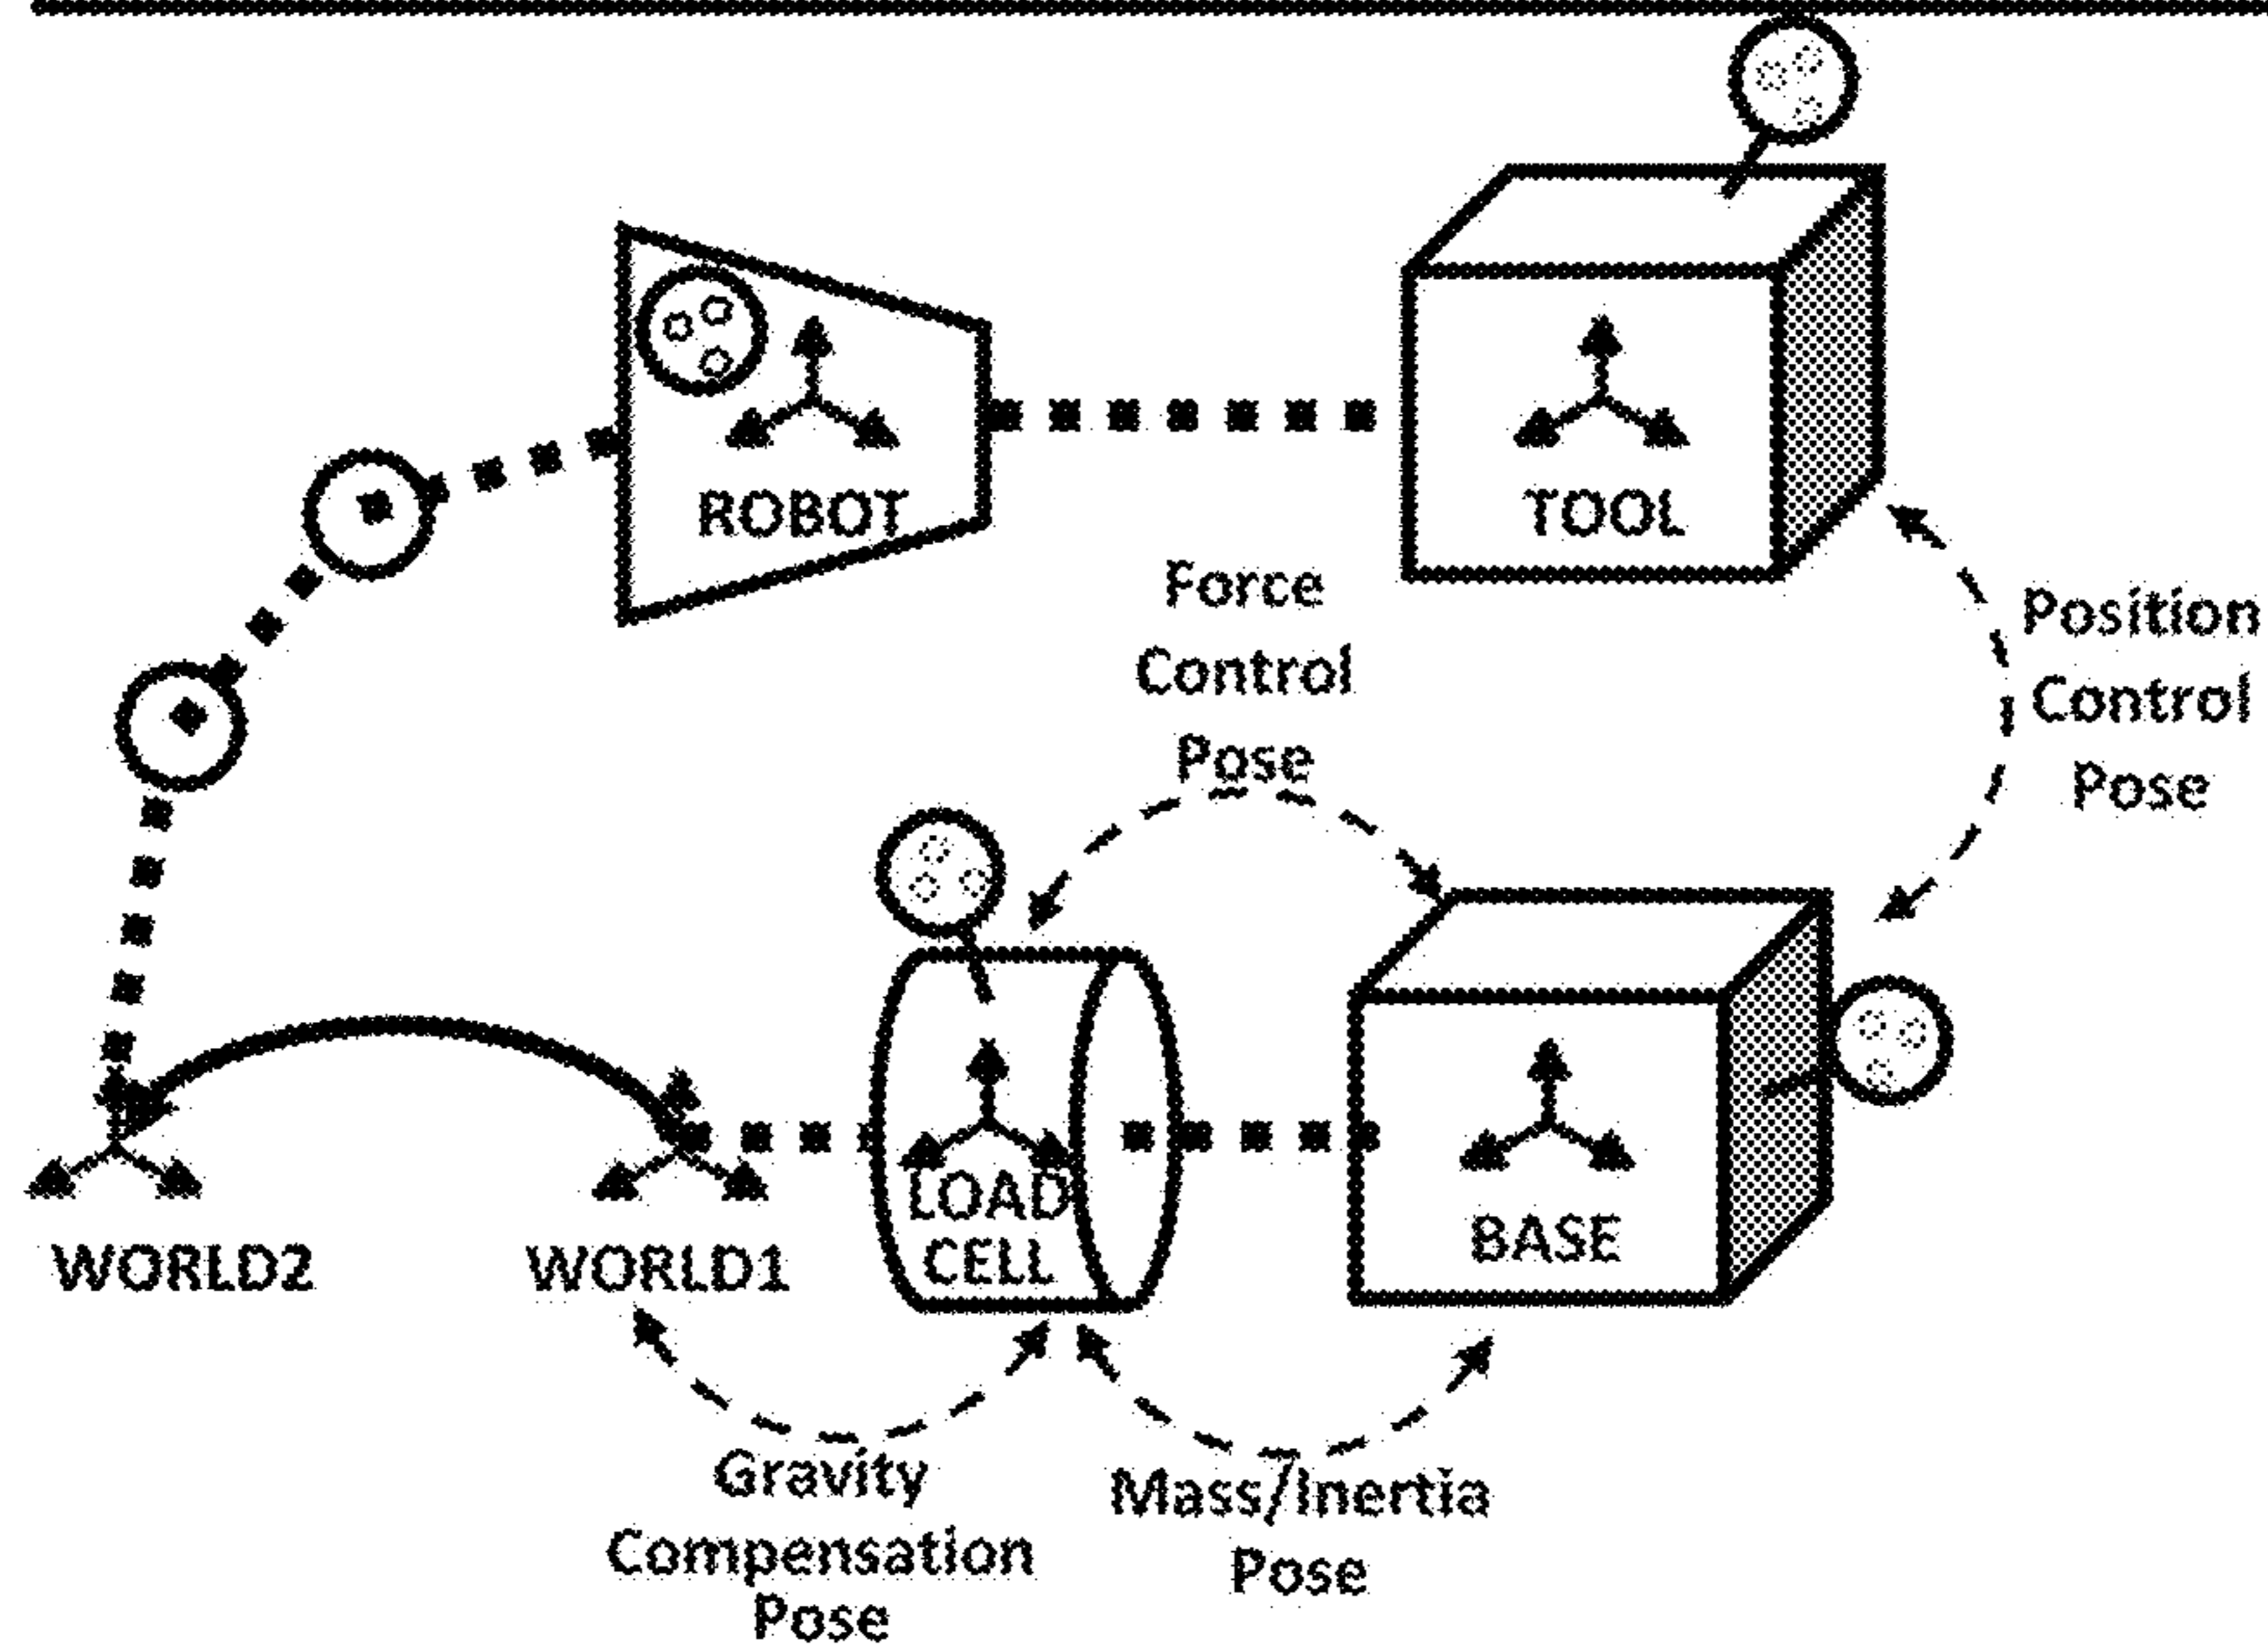 ROBOT
TOOL
Force
Control
Pose
Position
Control
Pose
WORLD2
WORLD1
LOAD
CELL
BASE
Gravity
Compensation
Pose
Mass/Inertia
Pose